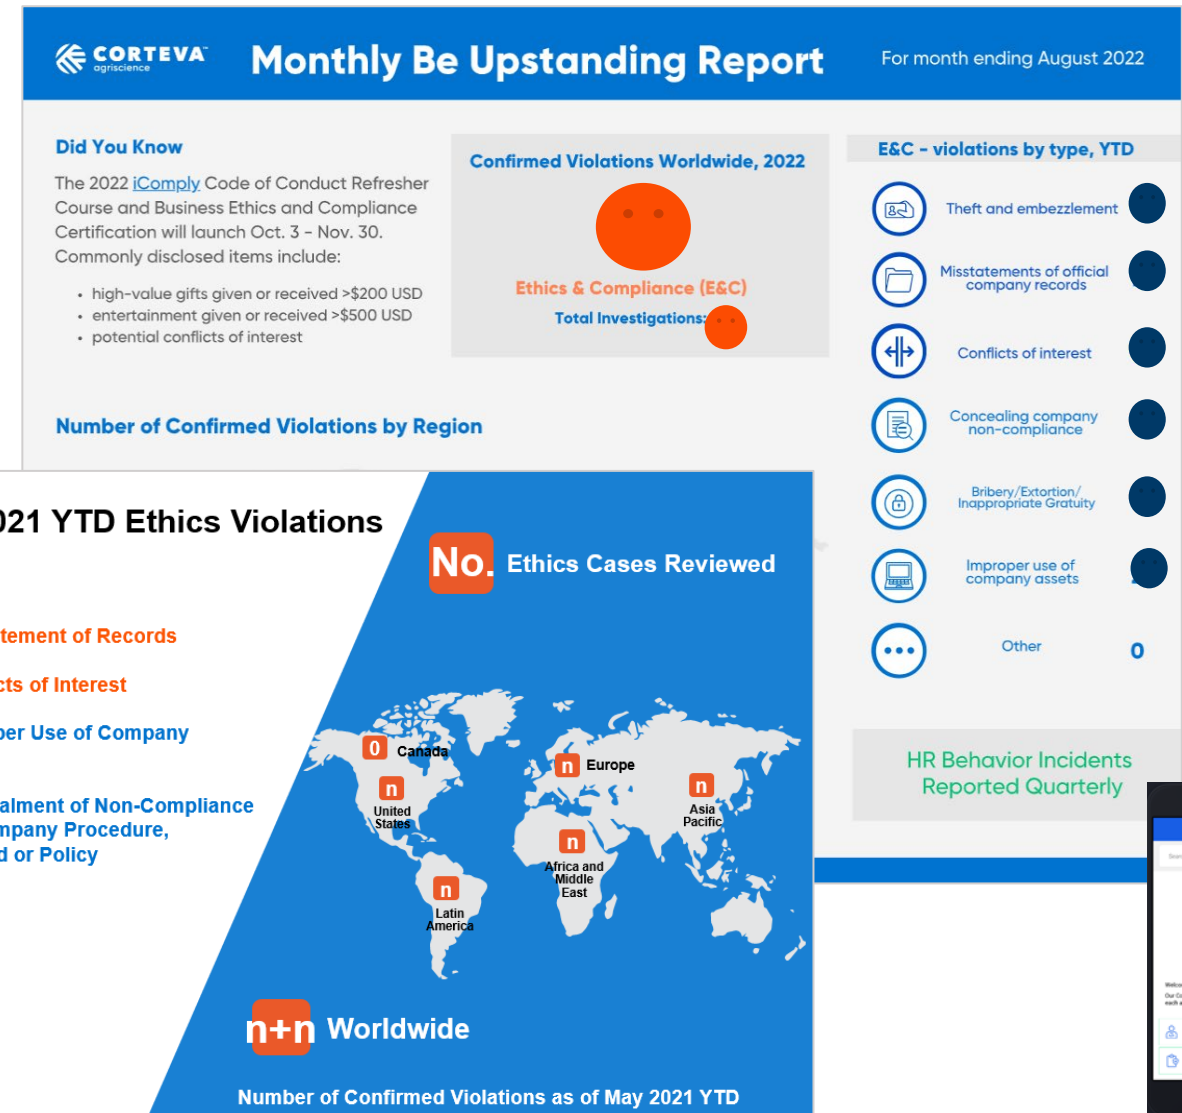 CORTEVA™
agriscience
Monthly Be Upstanding Report
For month ending August 2022
Did You Know
The 2022 iComply Code of Conduct Refresher
Course and Business Ethics and Compliance
Certification will launch Oct. 3 - Nov. 30.
Commonly disclosed items include:
• high-value gifts given or received >$200 USD
• entertainment given or received >$500 USD
• potential conflicts of interest
Confirmed Violations Worldwide, 2022
Ethics & Compliance (E&C)
Total Investigations:
E&C - violations by type, YTD
Theft and embezzlement
Misstatements of official
company records
Conflicts of interest
Concealing company
non-compliance
Bribery/Extortion/
Inappropriate Gratuity
Improper use of
company assets
Other 0
HR Behavior Incidents
Reported Quarterly
Number of Confirmed Violations by Region
021 YTD Ethics Violations
No. Ethics Cases Reviewed
tement of Records
cts of Interest
per Use of Company
alment of Non-Compliance
mpany Procedure,
d or Policy
0 Canada
n
United
States
n Europe
n
Asia
Pacific
n
Africa and
Middle
East
n
Latin
America
n+n Worldwide
Number of Confirmed Violations as of May 2021 YTD